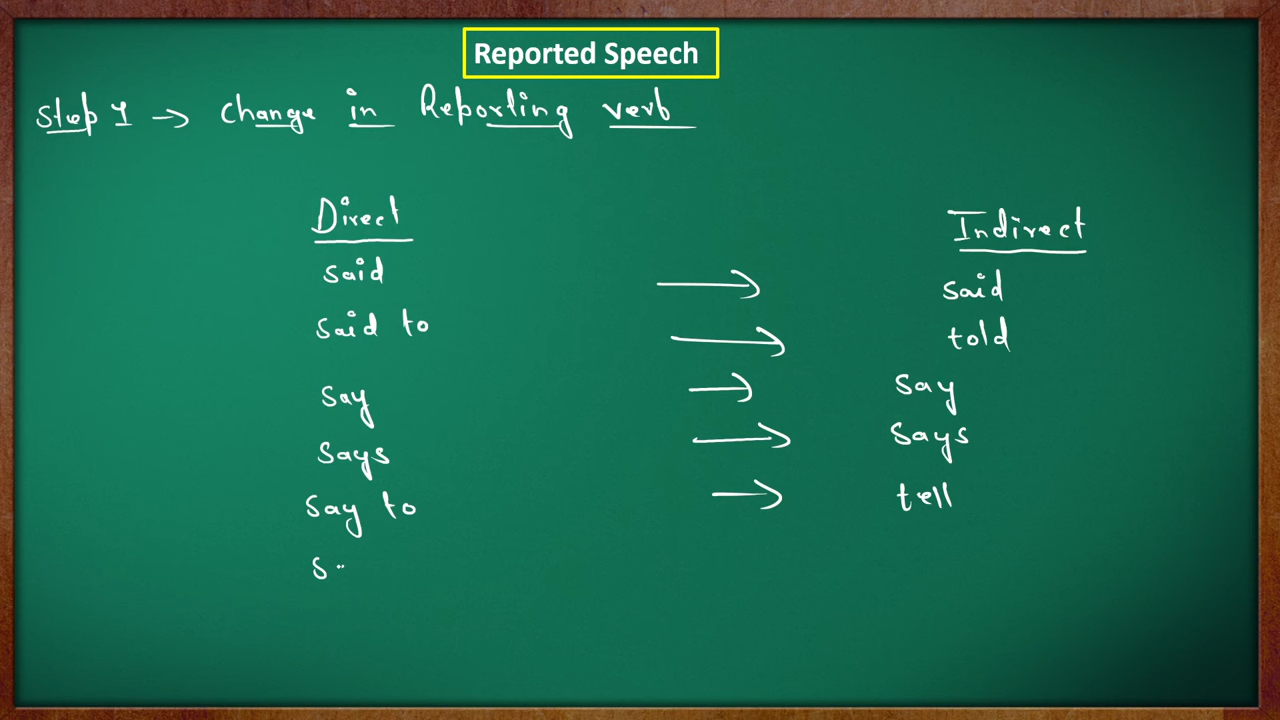 Reported Speech
Step 1 → Change in Reporting verb
Direct Indirect
said → said
said to → told
say → say
says → says
say to → tell
s